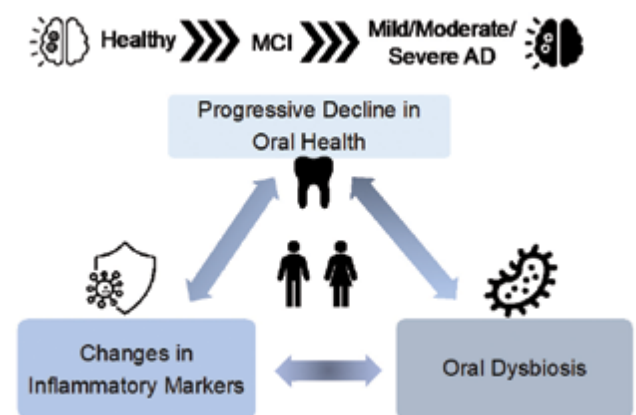 Healthy MCI Mild/Moderate/
Severe AD
Progressive Decline in
Oral Health
Changes in
Inflammatory Markers
Oral Dysbiosis